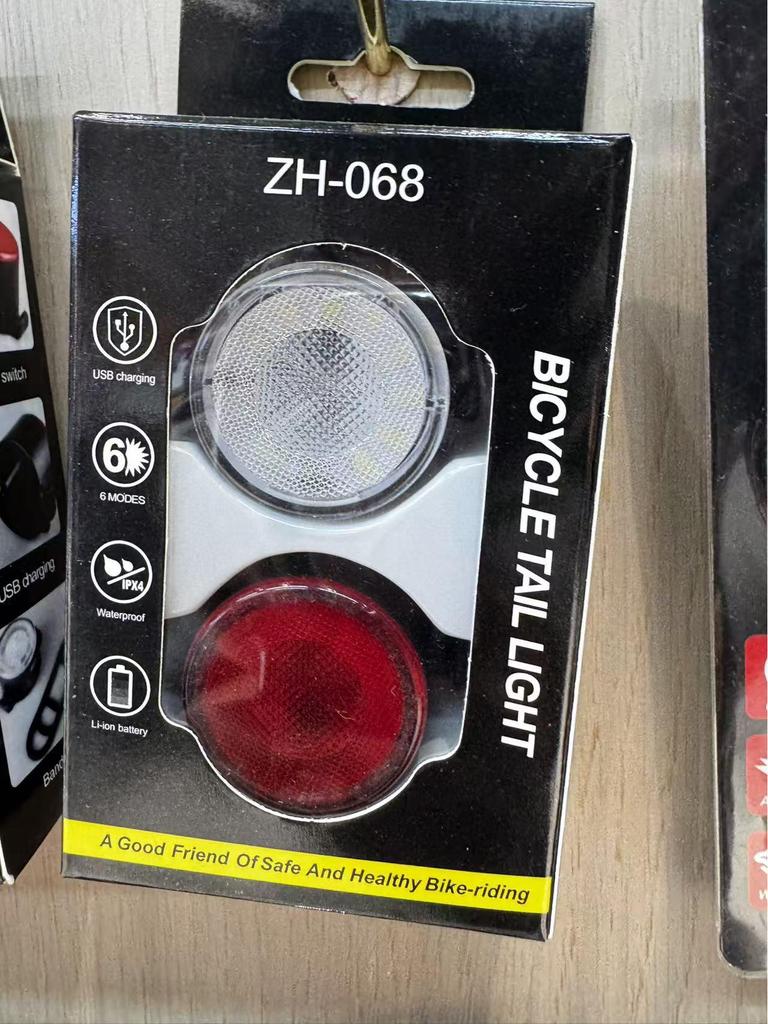 ZH-068
USB charging
6
6 MODES
IPX4
Waterproof
Li-ion battery
BICYCLE TAIL LIGHT
A Good Friend Of Safe And Healthy Bike-riding
switch
USB charging